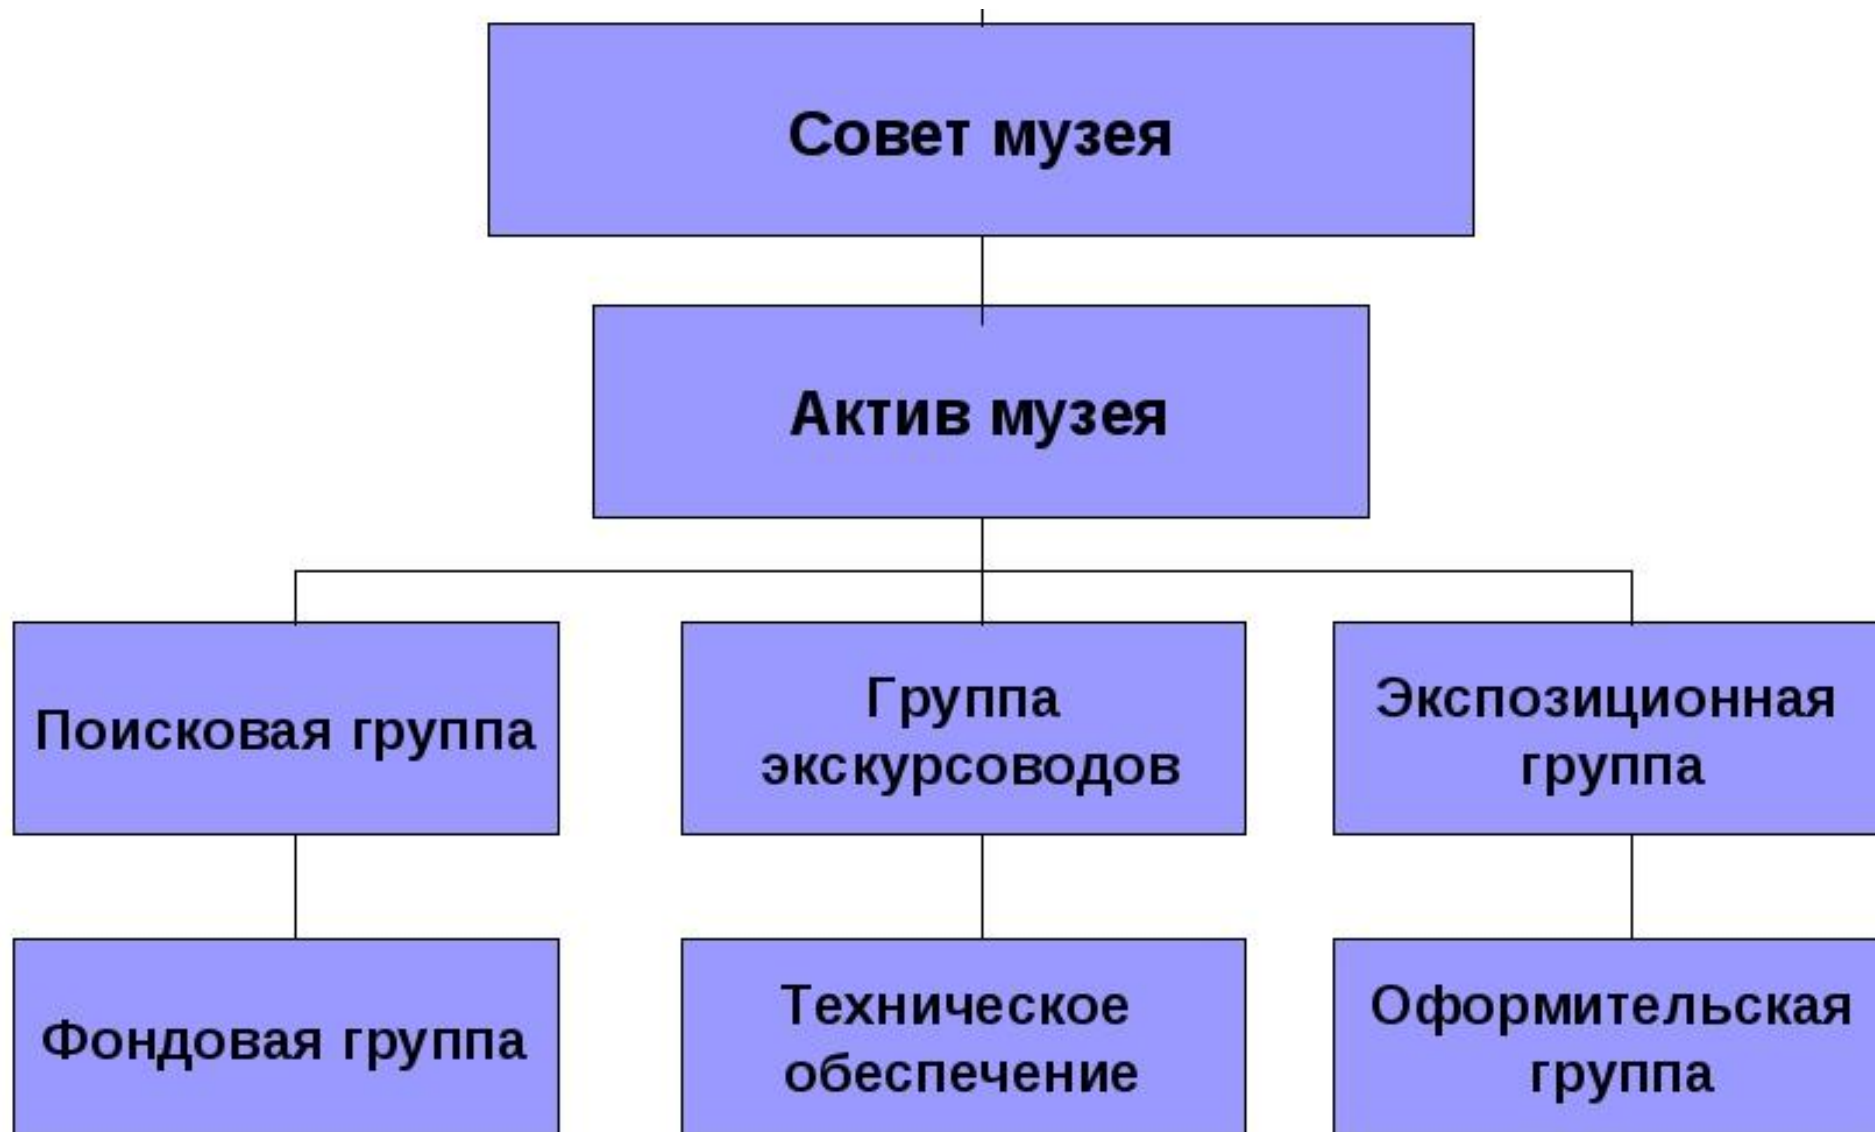 Совет музея
Актив музея
Поисковая группа
Группа
экскурсоводов
Экспозиционная
группа
Фондовая группа
Техническое
обеспечение
Оформительская
группа